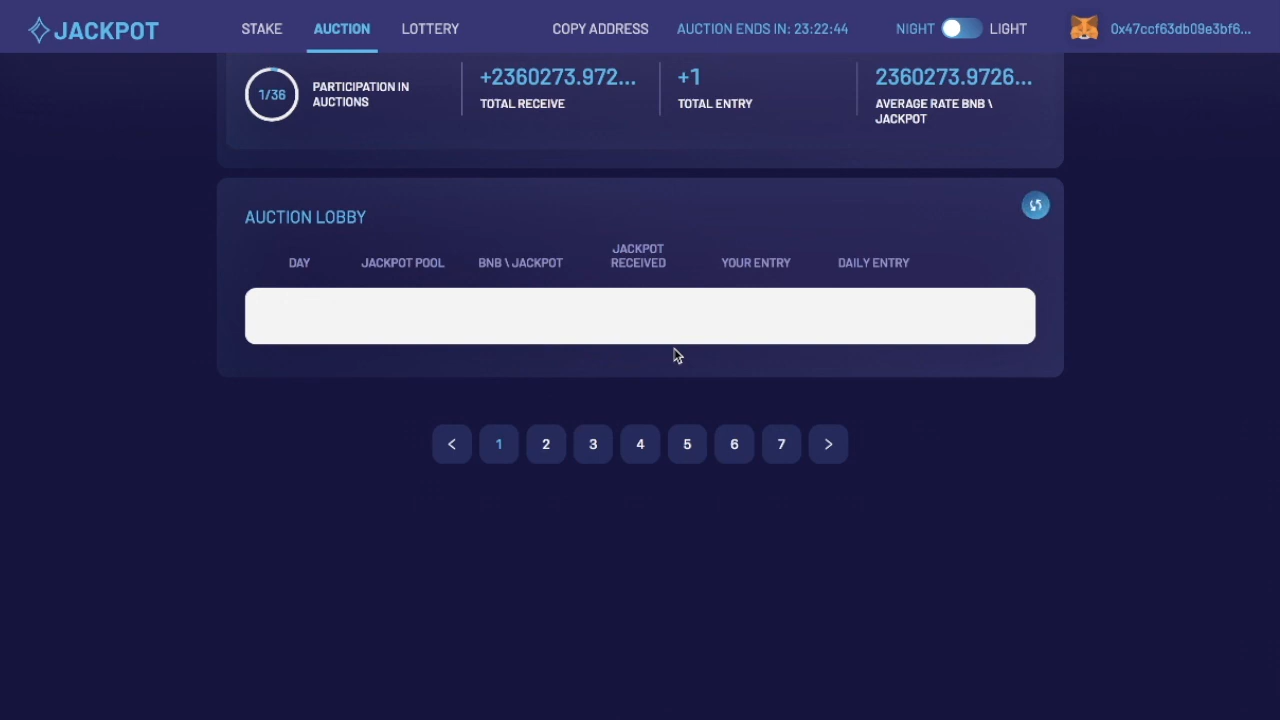 JACKPOT
STAKE
AUCTION
LOTTERY
COPY ADDRESS
AUCTION ENDS IN: 23:22:44
NIGHT
LIGHT
0x47ccf63db09e3bf6...
1/36
PARTICIPATION IN
AUCTIONS
+2360273.972...
TOTAL RECEIVE
+1
TOTAL ENTRY
2360273.9726...
AVERAGE RATE BNB \
JACKPOT
AUCTION LOBBY
DAY
JACKPOT POOL
BNB \ JACKPOT
JACKPOT
RECEIVED
YOUR ENTRY
DAILY ENTRY
< 1 2 3 4 5 6 7 >